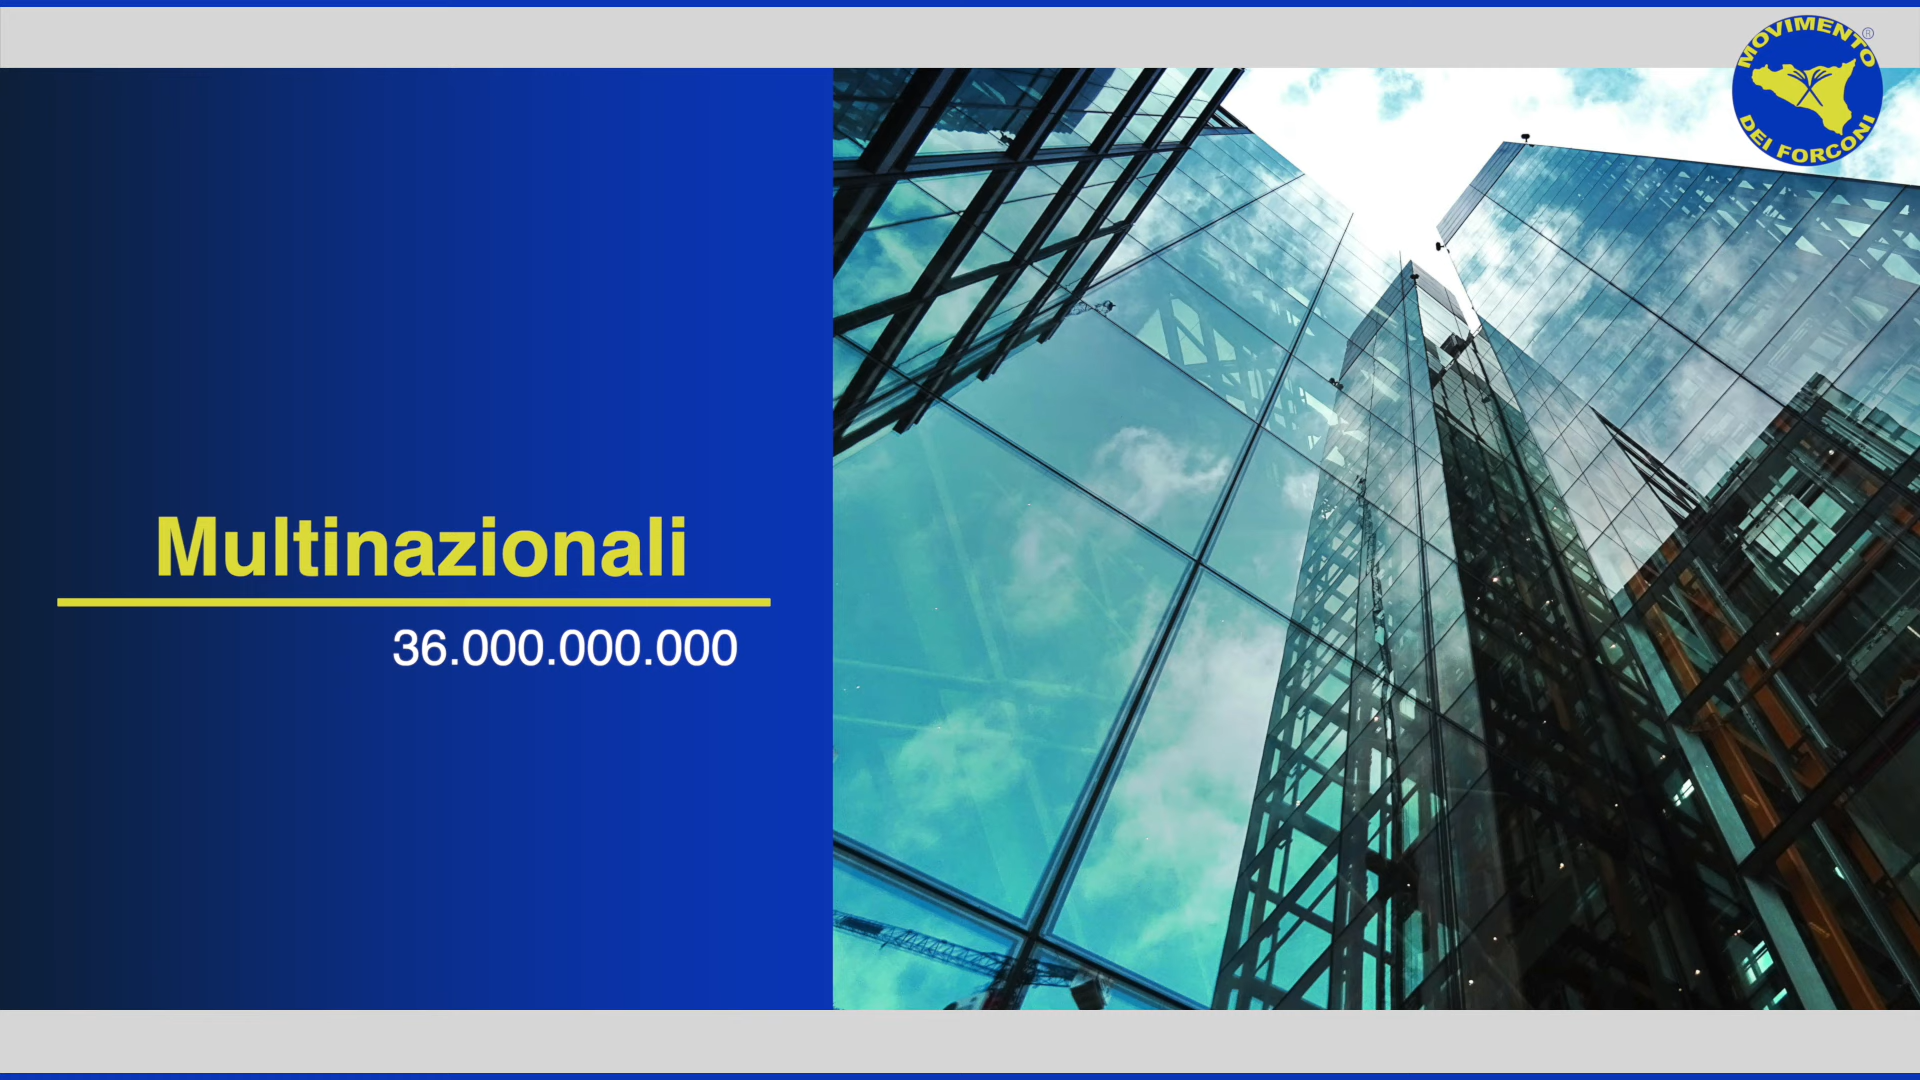 MOVIMENTO
®
DEI FORCONI
Multinazionali
36.000.000.000